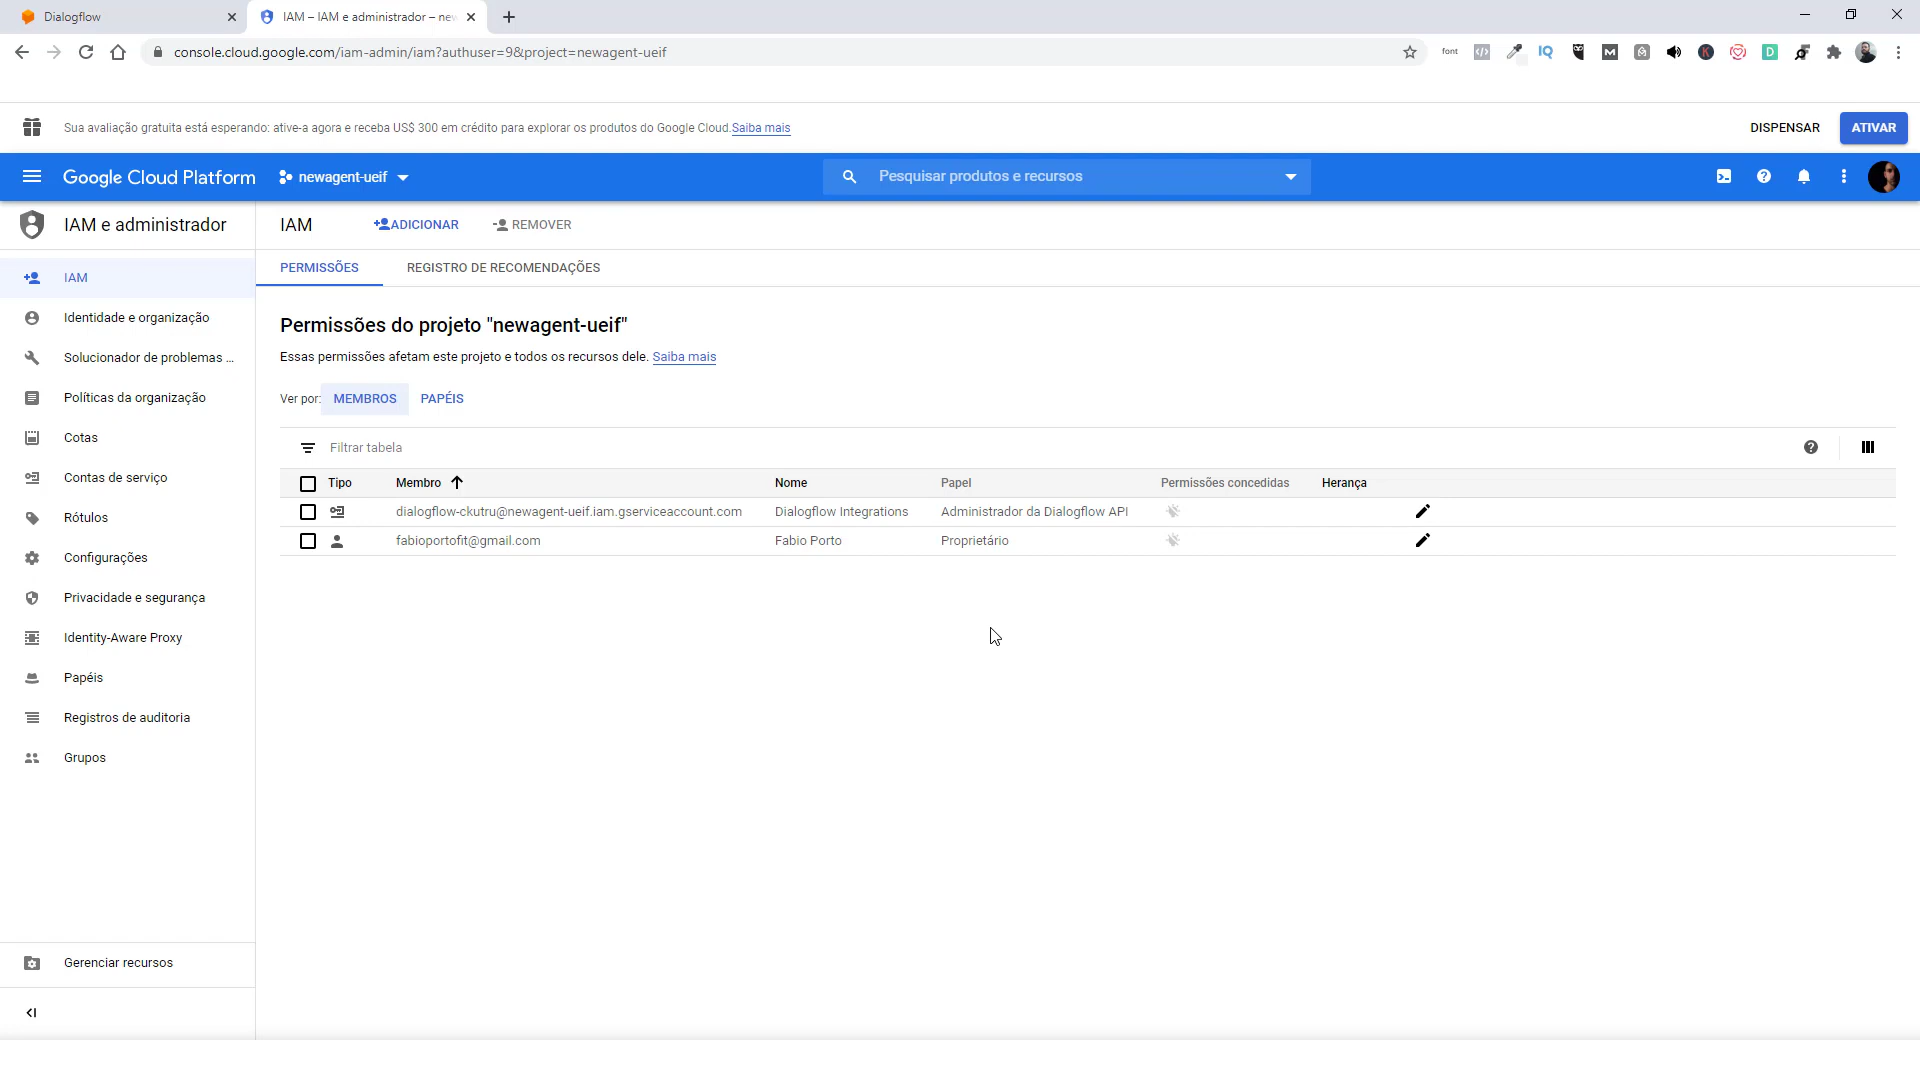 Dialogflow
IAM – IAM e administrador – new
console.cloud.google.com/iam-admin/iam?authuser=9&project=newagent-ueif
font
IQ
M
K
D
Sua avaliação gratuita está esperando: ative-a agora e receba US$ 300 em crédito para explorar os produtos do Google Cloud. Saiba mais
DISPENSAR
ATIVAR
Google Cloud Platform
newagent-ueif
Pesquisar produtos e recursos
IAM e administrador
IAM
ADICIONAR
REMOVER
IAM
Identidade e organização
Solucionador de problemas ...
Políticas da organização
Cotas
Contas de serviço
Rótulos
Configurações
Privacidade e segurança
Identity-Aware Proxy
Papéis
Registros de auditoria
Grupos
Gerenciar recursos
PERMISSÕES
REGISTRO DE RECOMENDAÇÕES
Permissões do projeto "newagent-ueif"
Essas permissões afetam este projeto e todos os recursos dele. Saiba mais
Ver por: MEMBROS PAPÉIS
Filtrar tabela
Tipo Membro Nome Papel Permissões concedidas Herança
dialogflow-ckutru@newagent-ueif.iam.gserviceaccount.com Dialogflow Integrations Administrador da Dialogflow API
fabioportofit@gmail.com Fabio Porto Proprietário